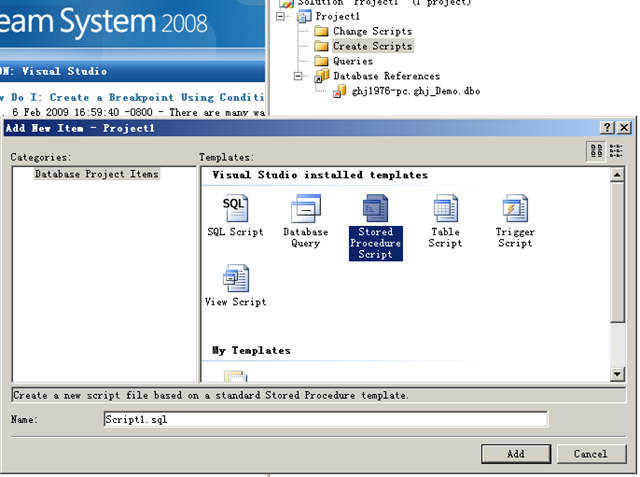 eam System 2008
ON: Visual Studio
w Do I: Create a Breakpoint Using Conditi
, 6 Feb 2009 16:59:40 -0800 - There are many wa
Solution 'Project1' (1 project)
Project1
Change Scripts
Create Scripts
Queries
Database References
ghj1976-pc.ghj_Demo.dbo
Add New Item - Project1
Categories:
Templates:
Database Project Items
Visual Studio installed templates
SQL
SQL Script
Database
Query
Stored
Procedure
Script
Table
Script
Trigger
Script
View Script
My Templates
Create a new script file based on a standard Stored Procedure template.
Name:
Script1.sql
Add
Cancel